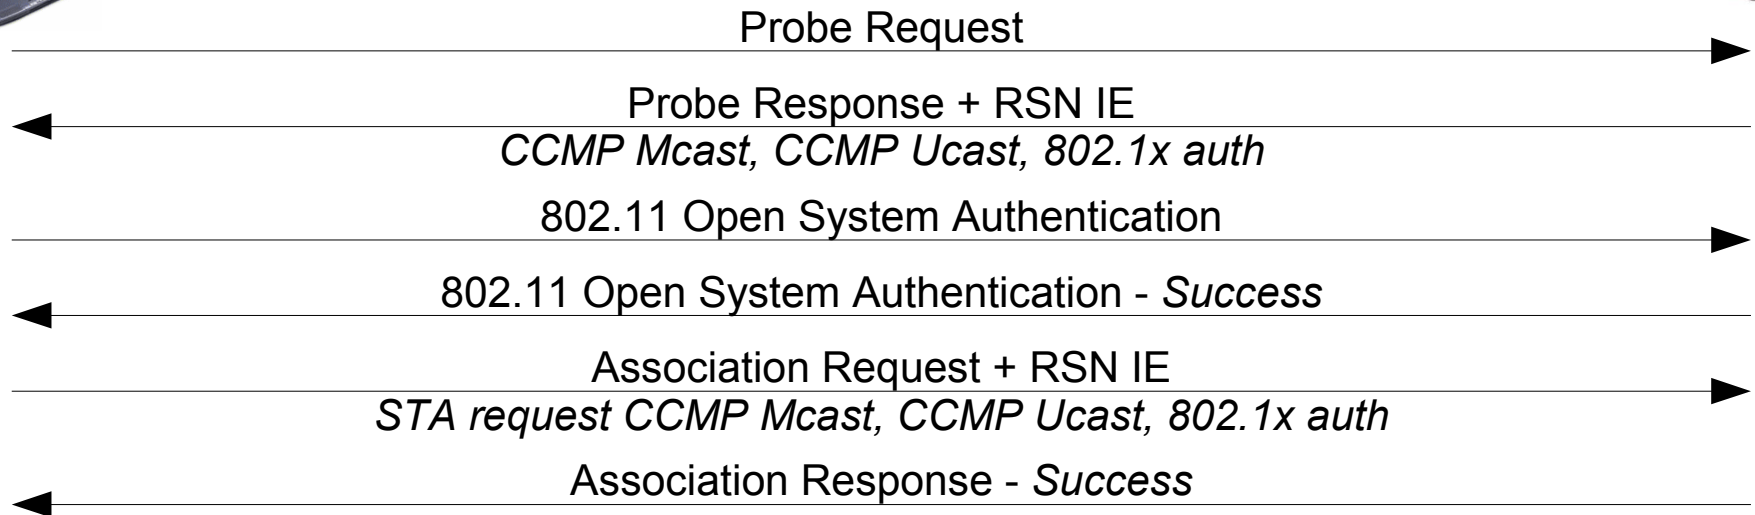 Probe Request
Probe Response + RSN IE
CCMP Mcast, CCMP Ucast, 802.1x auth
802.11 Open System Authentication
802.11 Open System Authentication - Success
Association Request + RSN IE
STA request CCMP Mcast, CCMP Ucast, 802.1x auth
Association Response - Success